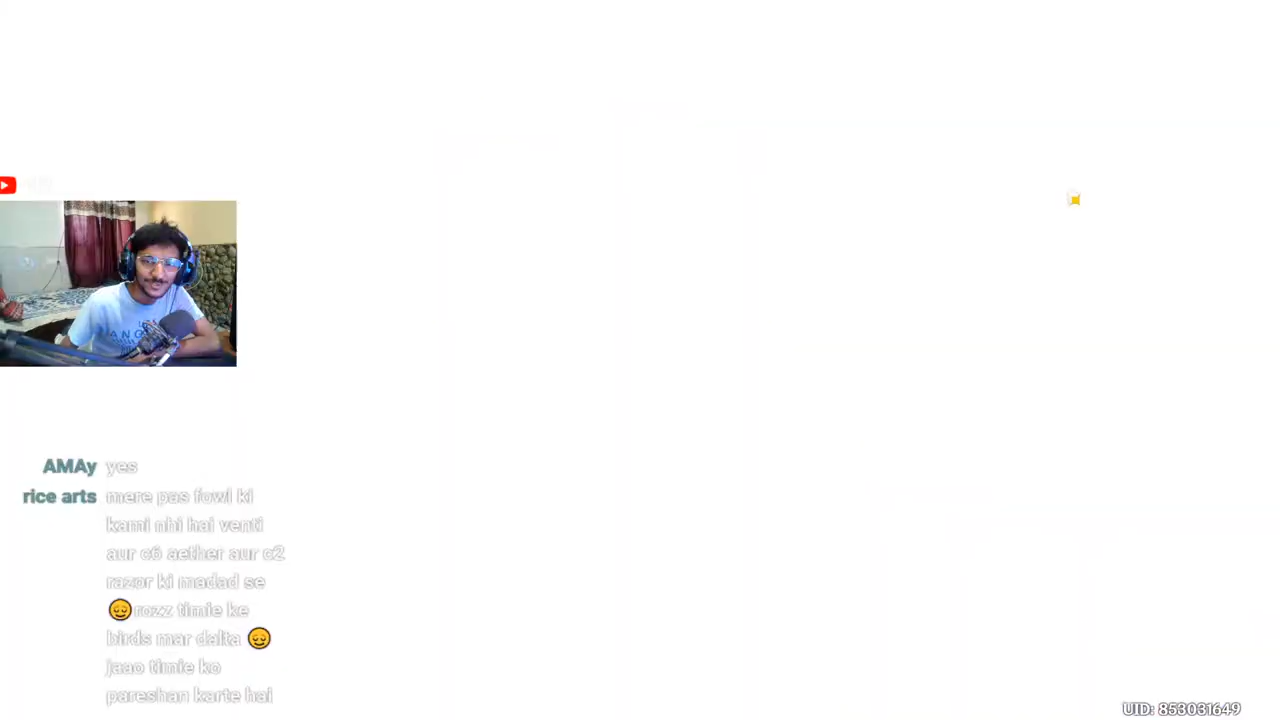 ANG
AMAy yes
rice arts mere pas fowl ki
kami nhi hai venti
aur c6 aether aur c2
razor ki madad se
😌rozz timie ke
birds mar dalta 😌
jaao timie ko
pareshan karte hai
UID: 853031649